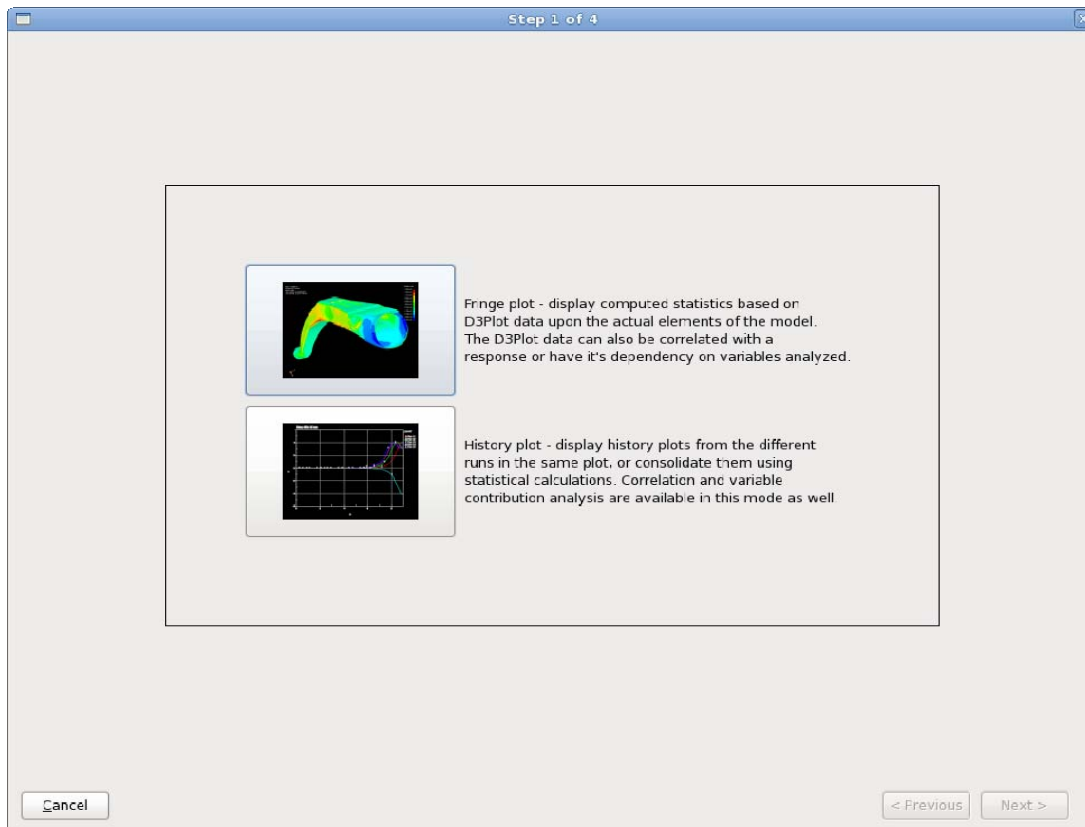 Step 1 of 4
Fringe plot - display computed statistics based on
D3Plot data upon the actual elements of the model.
The D3Plot data can also be correlated with a
response or have it's dependency on variables analyzed.
History plot - display history plots from the different
runs in the same plot, or consolidate them using
statistical calculations. Correlation and variable
contribution analysis are available in this mode as well
Cancel
< Previous
Next >